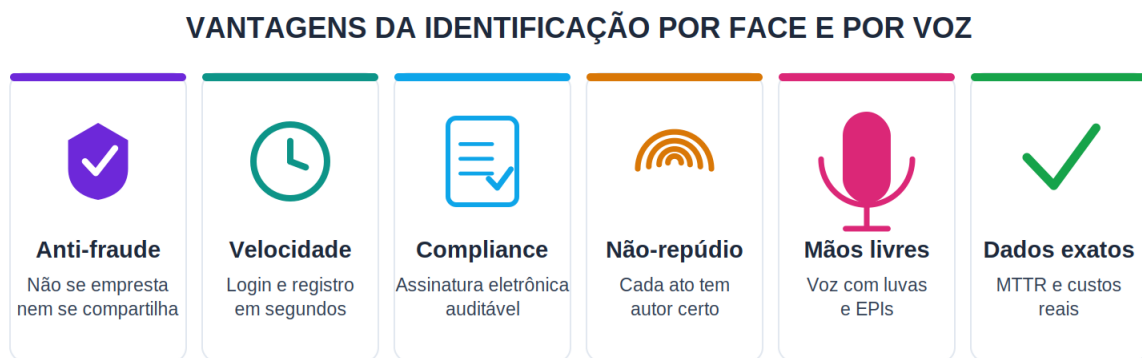 VANTAGENS DA IDENTIFICAÇÃO POR FACE E POR VOZ
Anti-fraude
Não se empresta
nem se compartilha
Velocidade
Login e registro
em segundos
Compliance
Assinatura eletrônica
auditável
Não-repúdio
Cada ato tem
autor certo
Mãos livres
Voz com luvas
e EPIs
Dados exatos
MTTR e custos
reais